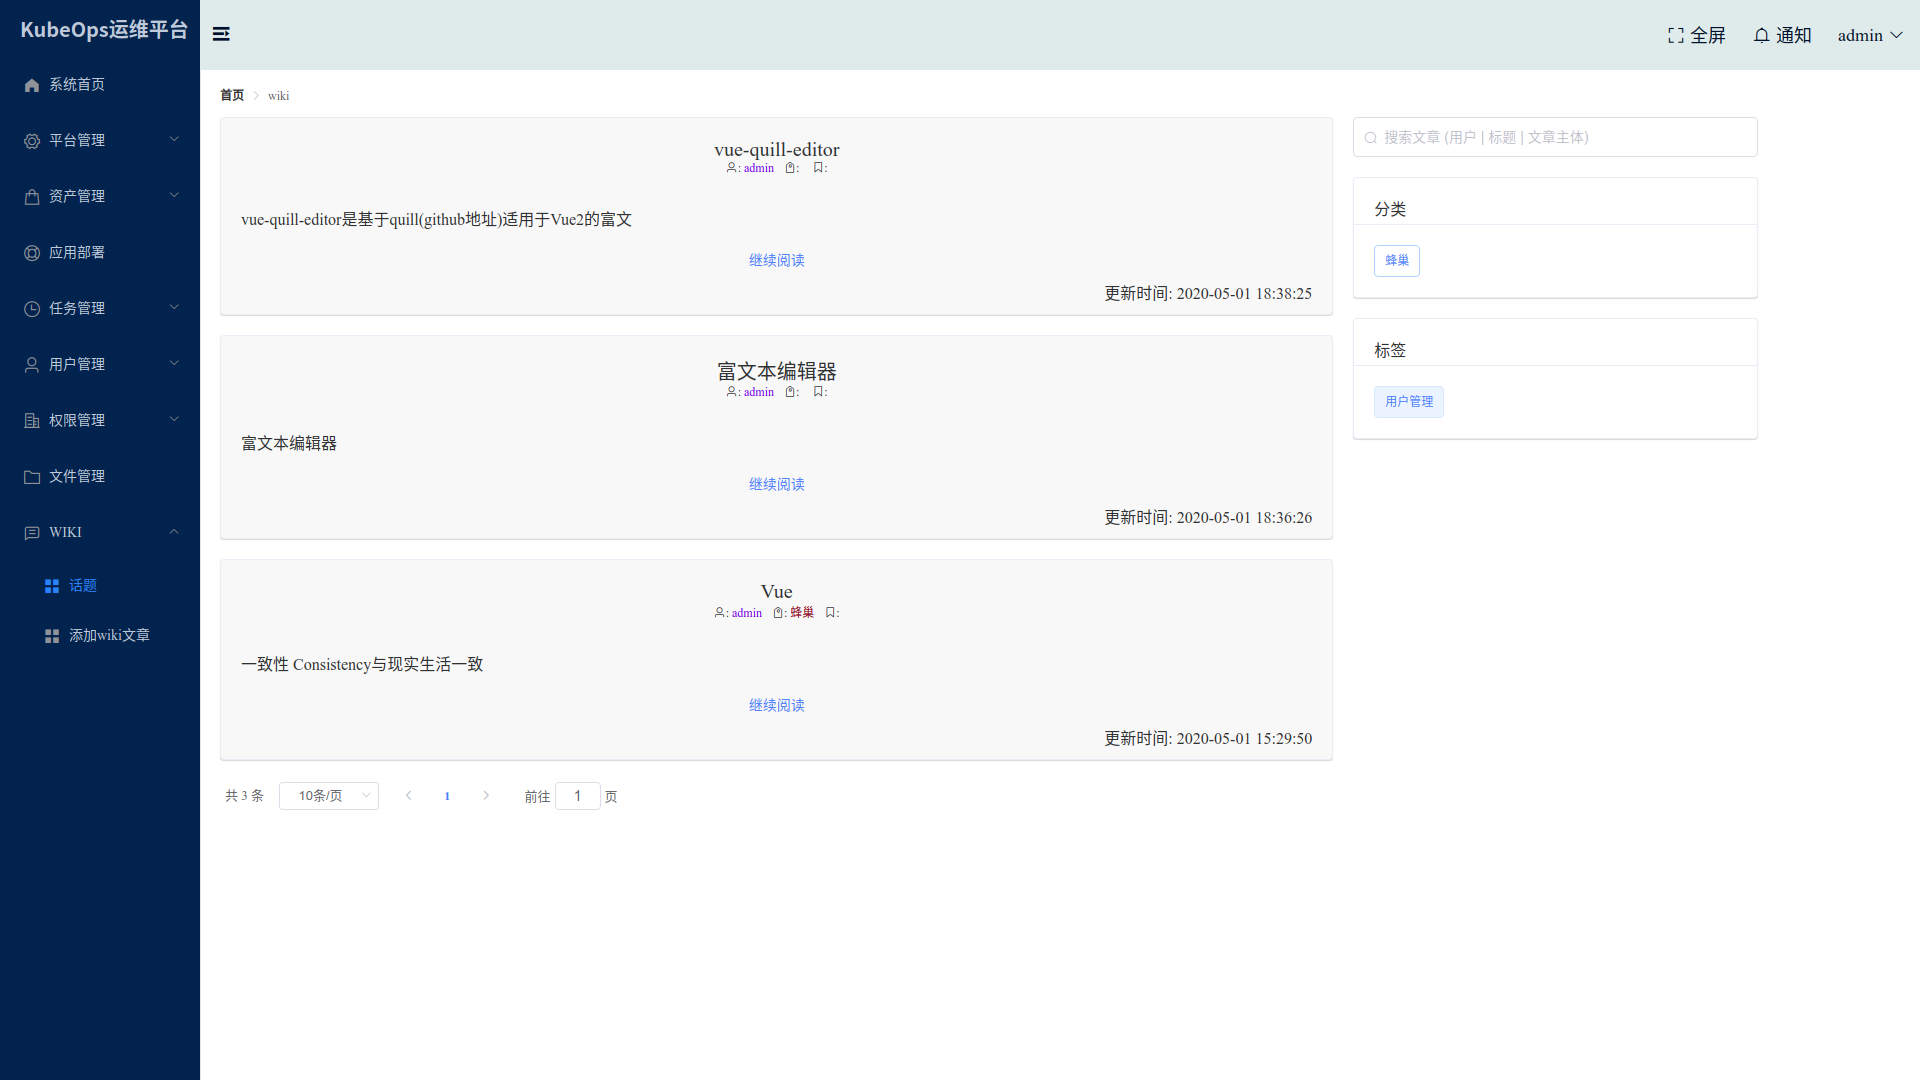 KubeOps运维平台
全屏
通知
admin
系统首页
平台管理
资产管理
应用部署
任务管理
用户管理
权限管理
文件管理
WIKI
话题
添加wiki文章
首页
wiki
vue-quill-editor
: admin : :
vue-quill-editor是基于quill(github地址)适用于Vue2的富文
继续阅读
更新时间: 2020-05-01 18:38:25
富文本编辑器
: admin : :
富文本编辑器
继续阅读
更新时间: 2020-05-01 18:36:26
Vue
: admin : 蜂巢 :
一致性 Consistency与现实生活一致
继续阅读
更新时间: 2020-05-01 15:29:50
共 3 条 10条/页 1 前往 1 页
搜索文章 (用户 | 标题 | 文章主体)
分类
蜂巢
标签
用户管理